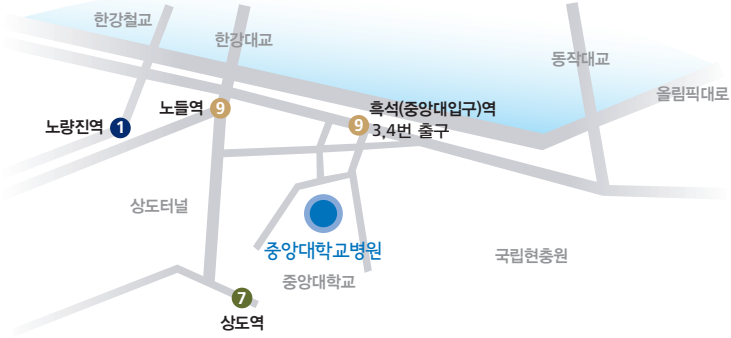 한강철교
한강대교
동작대교
올림픽대로
노들역 9
흑석(중앙대입구)역
9 3,4번 출구
노량진역 1
상도터널
중앙대학교병원
국립현충원
중앙대학교
7
상도역